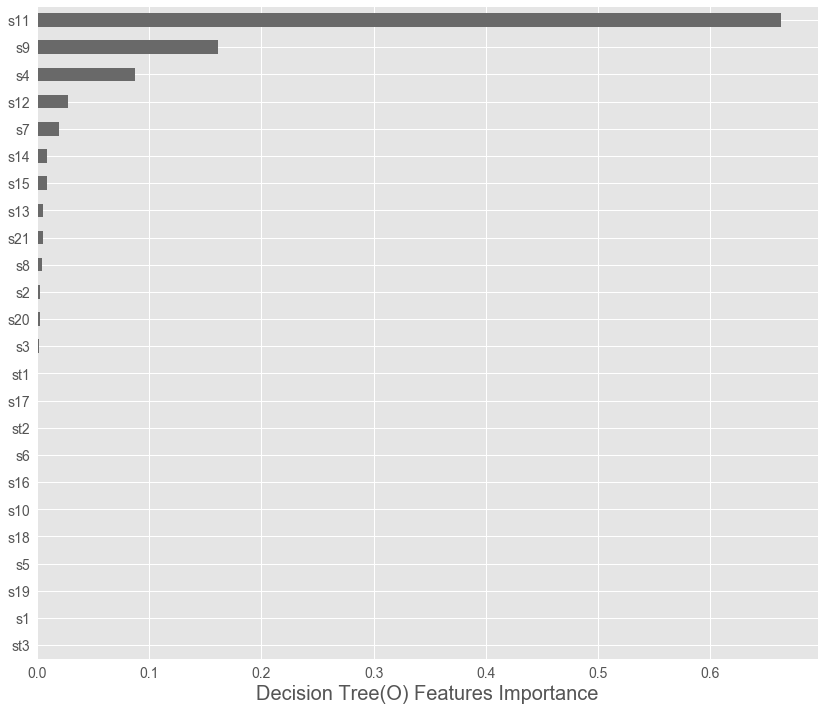 s11
s9
s4
s12
s7
s14
s15
s13
s21
s8
s2
s20
s3
st1
s17
st2
s6
s16
s10
s18
s5
s19
s1
st3
0.0 0.1 0.2 0.3 0.4 0.5 0.6
Decision Tree(O) Features Importance